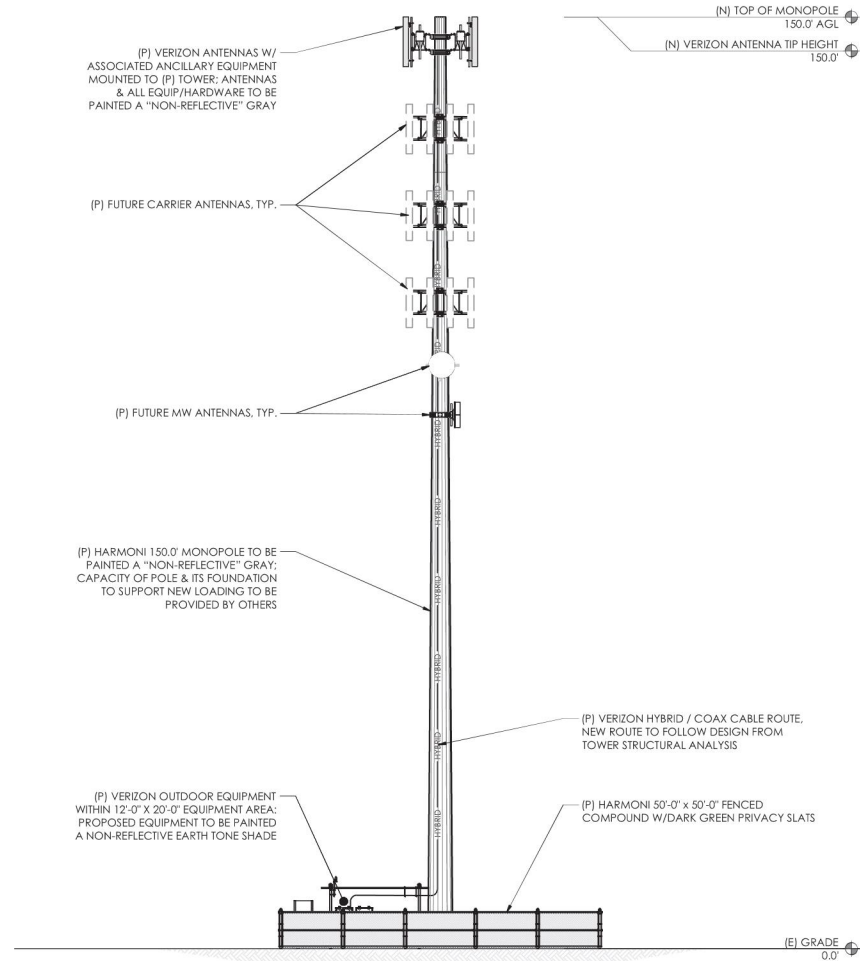 (N) TOP OF MONOPOLE
150.0' AGL
(N) VERIZON ANTENNA TIP HEIGHT
150.0'
(P) VERIZON ANTENNAS W/
ASSOCIATED ANCILLARY EQUIPMENT
MOUNTED TO (P) TOWER; ANTENNAS
& ALL EQUIP/HARDWARE TO BE
PAINTED A "NON-REFLECTIVE" GRAY
HYBRID
(P) FUTURE CARRIER ANTENNAS, TYP.
HYBRID
HYBRID
HYBRID
(P) FUTURE MW ANTENNAS, TYP.
HYBRID
HYBRID
(P) HARMONI 150.0' MONOPOLE TO BE
PAINTED A "NON-REFLECTIVE" GRAY;
CAPACITY OF POLE & ITS FOUNDATION
TO SUPPORT NEW LOADING TO BE
PROVIDED BY OTHERS
HYBRID
HYBRID
(P) VERIZON HYBRID / COAX CABLE ROUTE,
NEW ROUTE TO FOLLOW DESIGN FROM
TOWER STRUCTURAL ANALYSIS
HYBRID
(P) VERIZON OUTDOOR EQUIPMENT
WITHIN 12'-0" X 20'-0" EQUIPMENT AREA;
PROPOSED EQUIPMENT TO BE PAINTED
A NON-REFLECTIVE EARTH TONE SHADE
HYBRID
(P) HARMONI 50'-0" x 50'-0" FENCED
COMPOUND W/DARK GREEN PRIVACY SLATS
(E) GRADE
0.0'